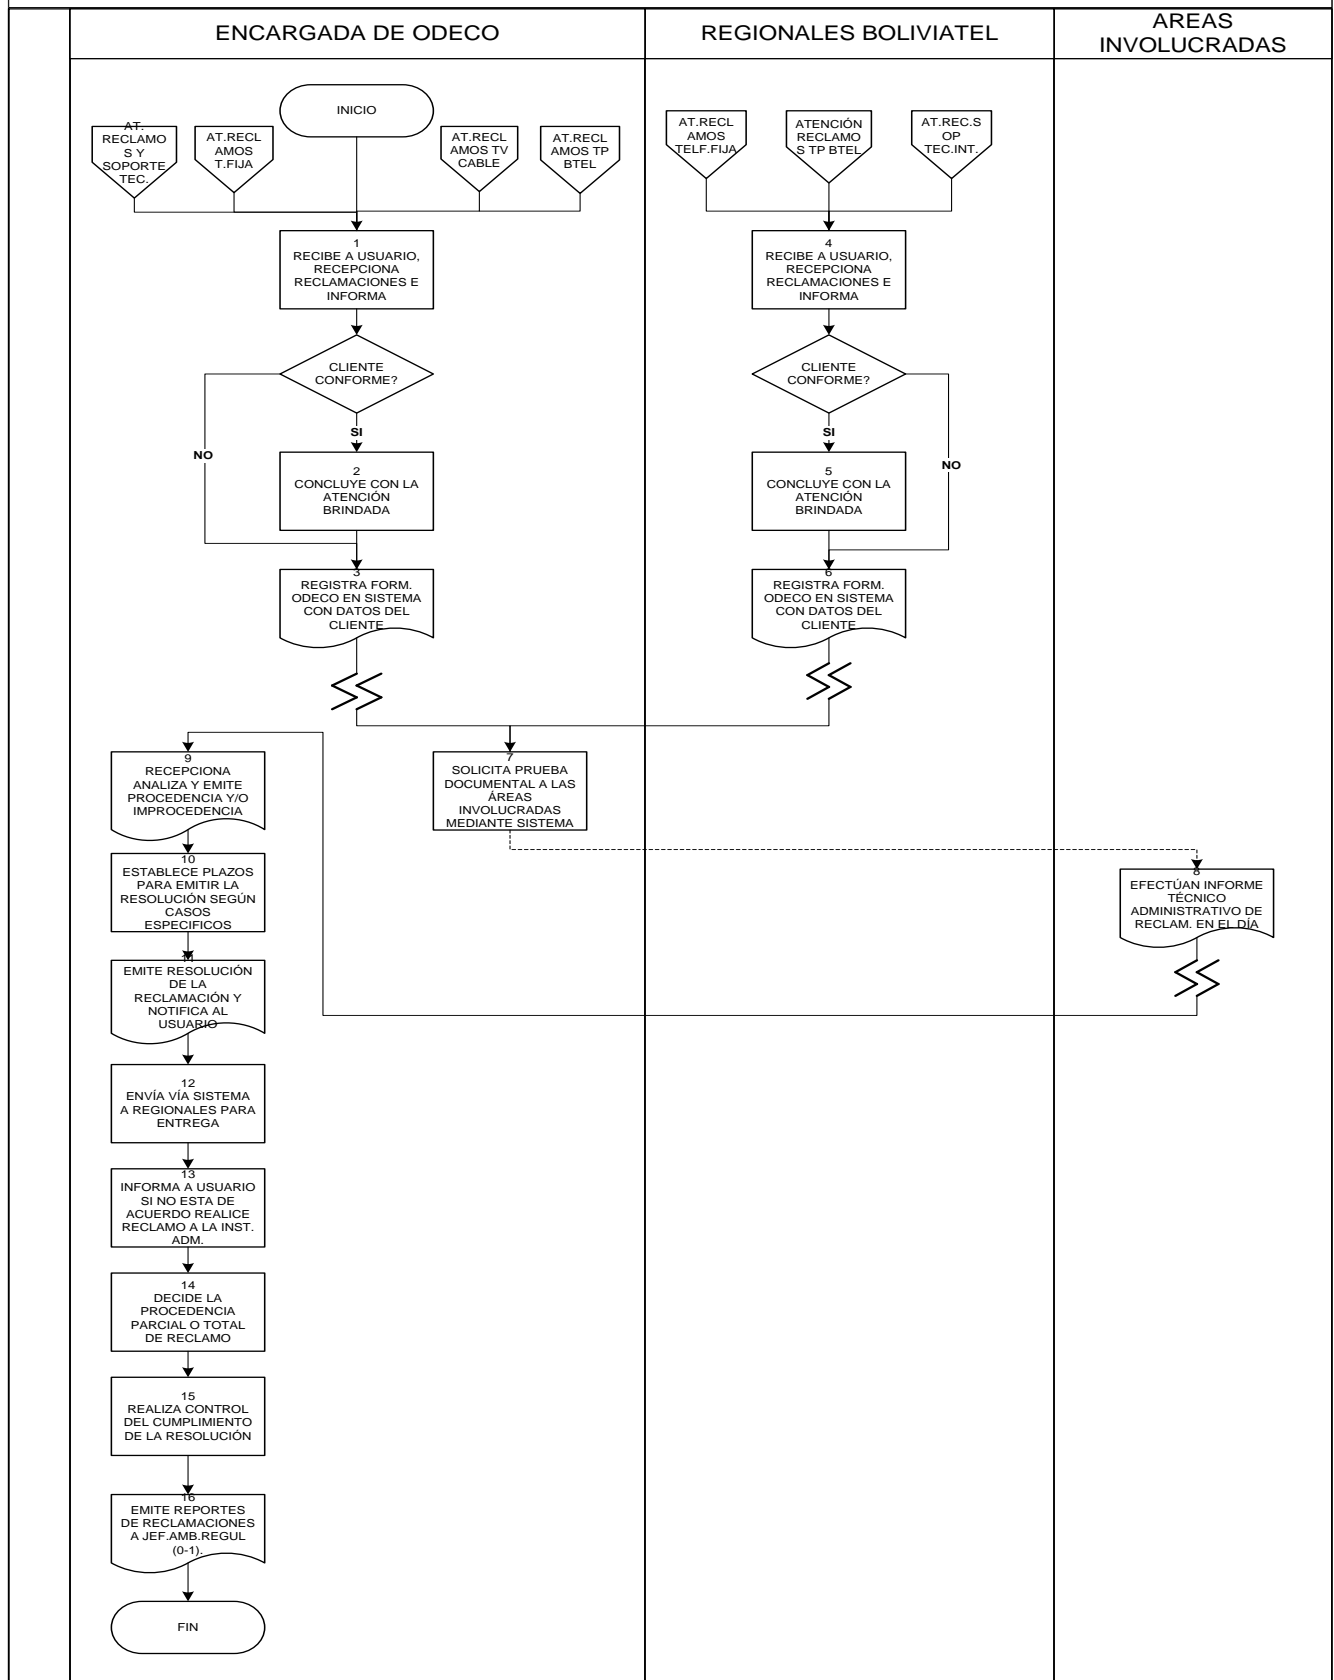 ENCARGADA DE ODECO
REGIONALES BOLIVIATEL
AREAS
INVOLUCRADAS
INICIO
AT.
RECLAMO
S Y
SOPORTE
TEC.
AT.RECL
AMOS
T.FIJA
AT.RECL
AMOS TV
CABLE
AT.RECL
AMOS TP
BTEL
AT.RECL
AMOS
TELF.FIJA
ATENCIÓN
RECLAMO
S TP BTEL
AT.REC.S
OP
TEC.INT.
1
RECIBE A USUARIO,
RECEPCIONA
RECLAMACIONES E
INFORMA
4
RECIBE A USUARIO,
RECEPCIONA
RECLAMACIONES E
INFORMA
CLIENTE
CONFORME?
CLIENTE
CONFORME?
SI
NO
SI
NO
2
CONCLUYE CON LA
ATENCIÓN
BRINDADA
5
CONCLUYE CON LA
ATENCIÓN
BRINDADA
3
REGISTRA FORM.
ODECO EN SISTEMA
CON DATOS DEL
CLIENTE
6
REGISTRA FORM.
ODECO EN SISTEMA
CON DATOS DEL
CLIENTE
9
RECEPCIONA
ANALIZA Y EMITE
PROCEDENCIA Y/O
IMPROCEDENCIA
7
SOLICITA PRUEBA
DOCUMENTAL A LAS
ÁREAS
INVOLUCRADAS
MEDIANTE SISTEMA
8
EFECTÚAN INFORME
TÉCNICO
ADMINISTRATIVO DE
RECLAM. EN EL DÍA
10
ESTABLECE PLAZOS
PARA EMITIR LA
RESOLUCIÓN SEGÚN
CASOS
ESPECIFICOS
11
EMITE RESOLUCIÓN
DE LA
RECLAMACIÓN Y
NOTIFICA AL
USUARIO
12
ENVÍA VÍA SISTEMA
A REGIONALES PARA
ENTREGA
13
INFORMA A USUARIO
SI NO ESTA DE
ACUERDO REALICE
RECLAMO A LA INST.
ADM.
14
DECIDE LA
PROCEDENCIA
PARCIAL O TOTAL
DE RECLAMO
15
REALIZA CONTROL
DEL CUMPLIMIENTO
DE LA RESOLUCIÓN
16
EMITE REPORTES
DE RECLAMACIONES
A JEF.AMB.REGUL
(0-1).
FIN